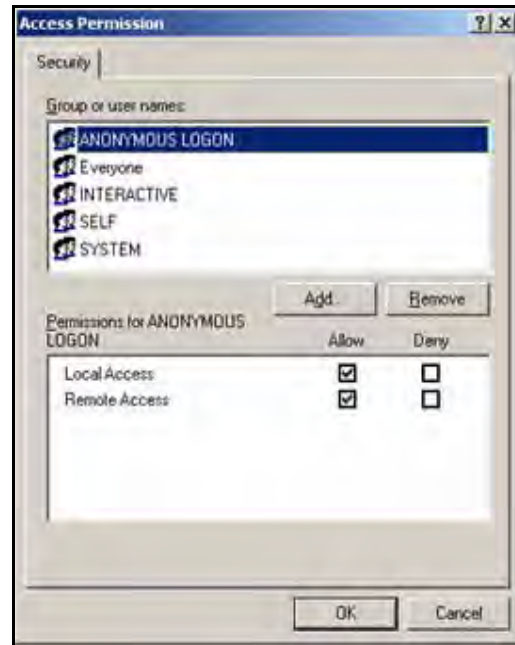 Access Permission
Security
Group or user names:
ANONYMOUS LOGON
Everyone
INTERACTIVE
SELF
SYSTEM
Add...
Remove
Permissions for ANONYMOUS
LOGON
Allow
Deny
Local Access
Remote Access
OK
Cancel